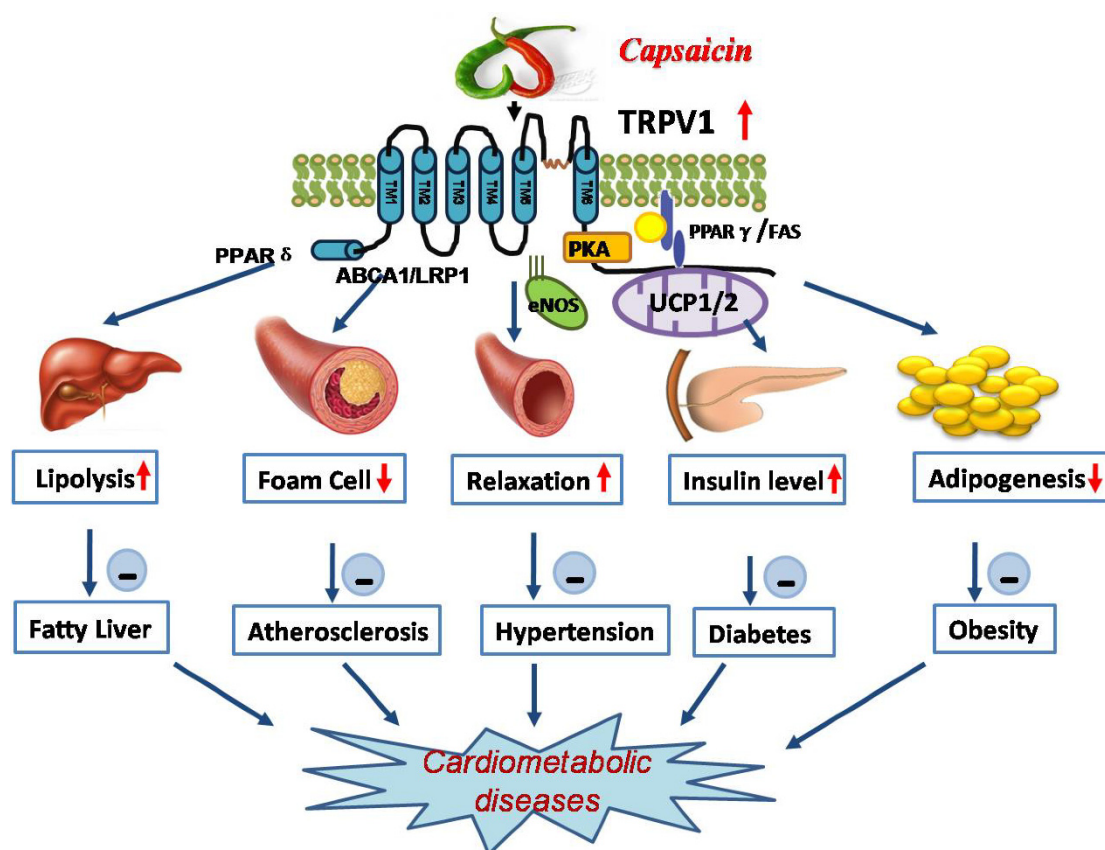 Capsaicin
TRPV1
TM1
TM2
TM3
TM4
TM5
TM6
PPAR δ
ABCA1/LRP1
eNOS
PKA
PPAR γ /FAS
UCP1/2
Lipolysis
Foam Cell
Relaxation
Insulin level
Adipogenesis
–
–
–
–
–
Fatty Liver
Atherosclerosis
Hypertension
Diabetes
Obesity
Cardiometabolic
diseases